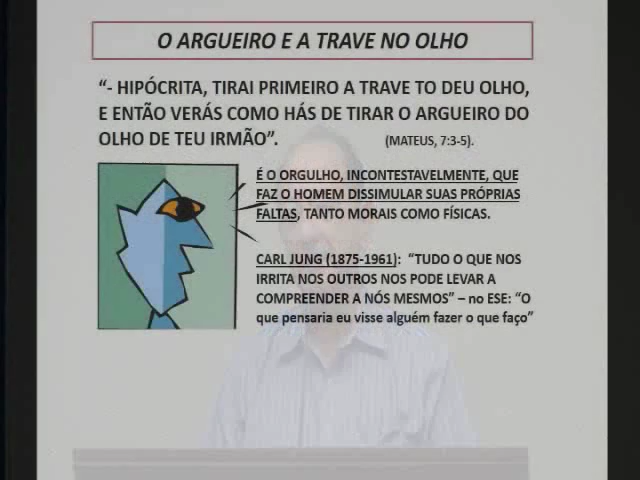 O ARGUEIRO E A TRAVE NO OLHO
“- HIPÓCRITA, TIRAI PRIMEIRO A TRAVE TO DEU OLHO,
E ENTÃO VERÁS COMO HÁS DE TIRAR O ARGUEIRO DO
OLHO DE TEU IRMÃO”. (MATEUS, 7:3-5).
É O ORGULHO, INCONTESTAVELMENTE, QUE
FAZ O HOMEM DISSIMULAR SUAS PRÓPRIAS
FALTAS, TANTO MORAIS COMO FÍSICAS.
CARL JUNG (1875-1961): “TUDO O QUE NOS
IRRITA NOS OUTROS NOS PODE LEVAR A
COMPREENDER A NÓS MESMOS” – no ESE: “O
que pensaria eu visse alguém fazer o que faço”